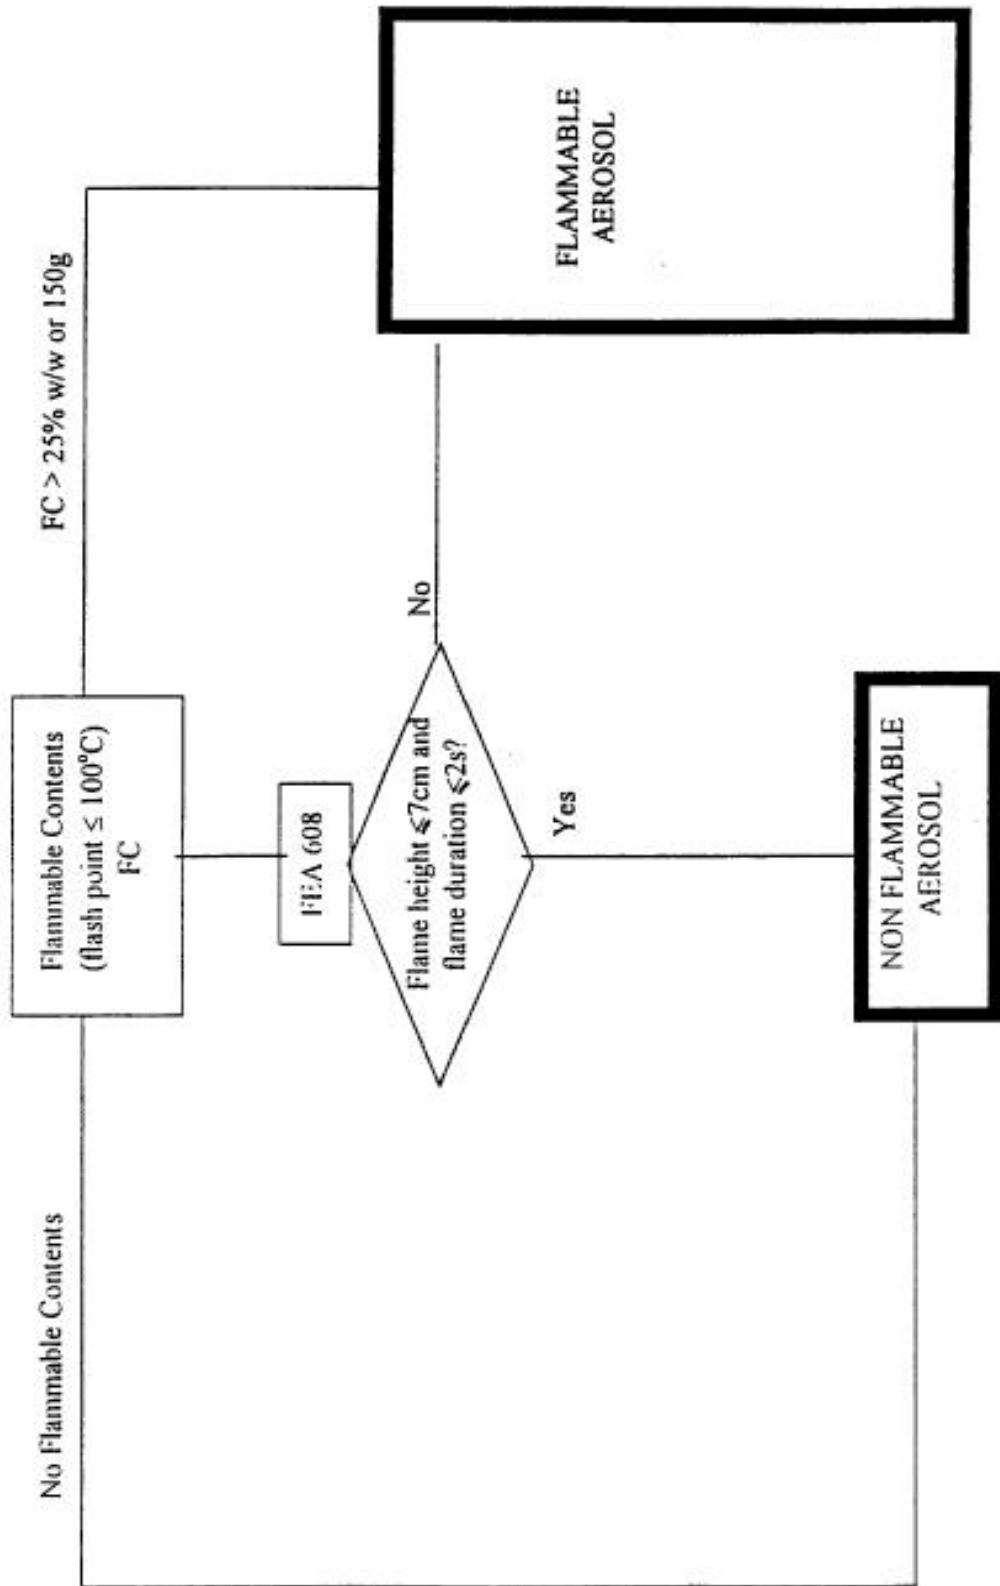 No Flammable Contents
Flammable Contents
(flash point ≤ 100°C)
FC
FC > 25% w/w or 150g
FEA 608
Flame height ⩽7cm and
flame duration ⩽2s?
No
Yes
FLAMMABLE
AEROSOL
NON FLAMMABLE
AEROSOL